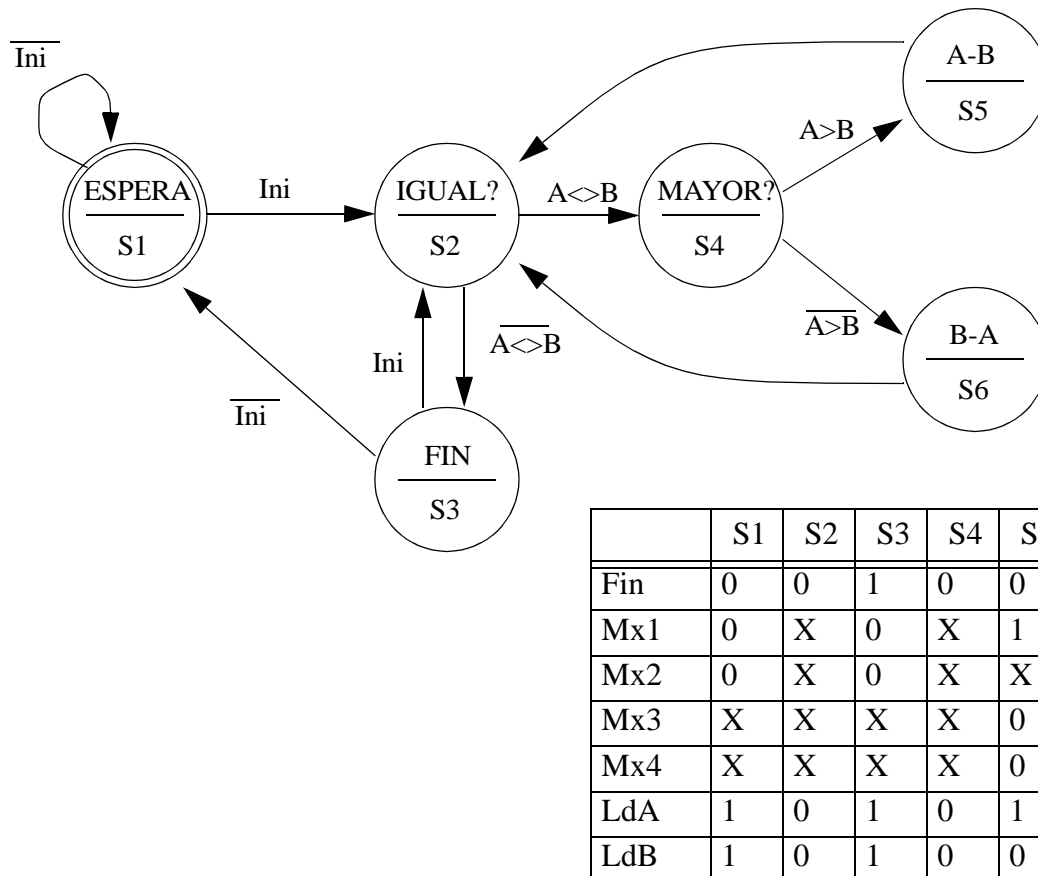 Ini
A-B
S5
A>B
ESPERA
S1
Ini
IGUAL?
S2
A<>B
MAYOR?
S4
A>B
B-A
S6
Ini
A<>B
Ini
FIN
S3
S1 S2 S3 S4 S
Fin 0 0 1 0 0
Mx1 0 X 0 X 1
Mx2 0 X 0 X X
Mx3 X X X X 0
Mx4 X X X X 0
LdA 1 0 1 0 1
LdB 1 0 1 0 0